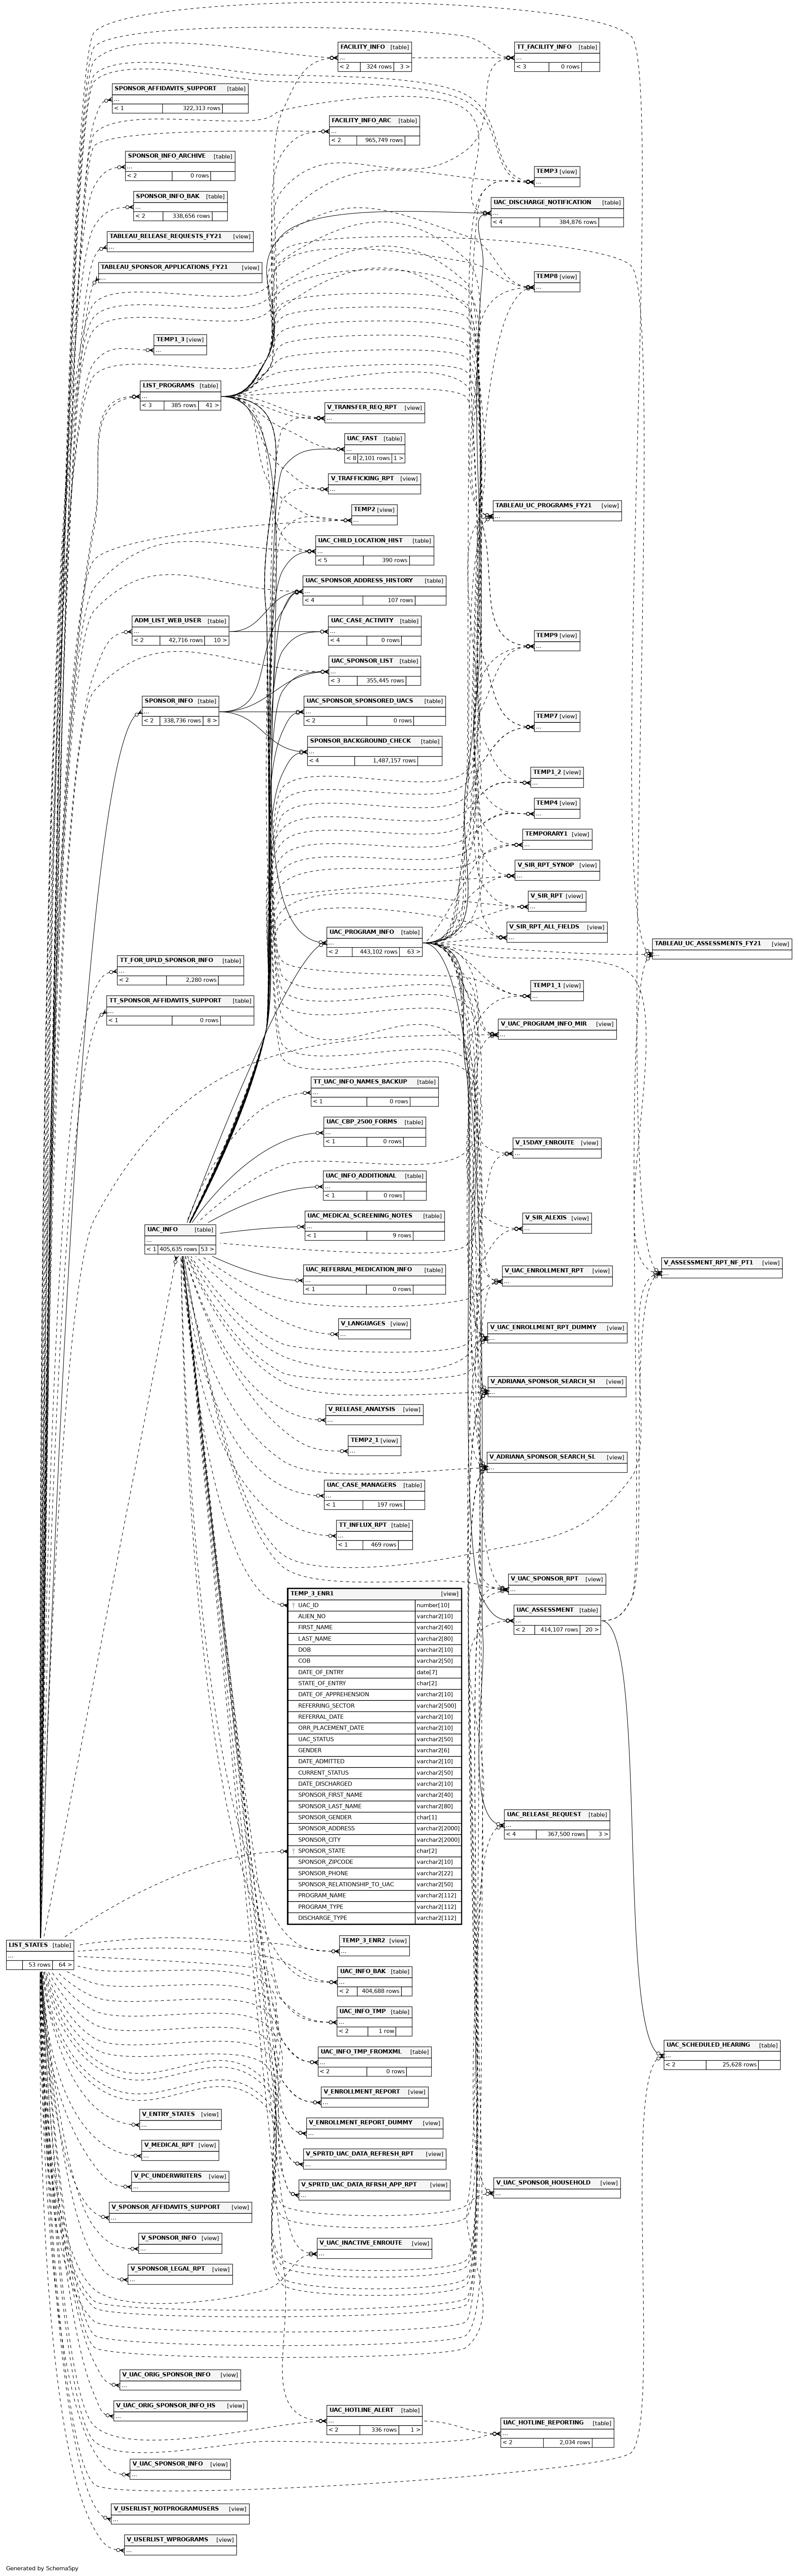 FACILITY_INFO [table]
...
< 2 324 rows 3 >
TT_FACILITY_INFO [table]
...
< 3 0 rows
SPONSOR_AFFIDAVITS_SUPPORT [table]
...
< 1 322,313 rows
FACILITY_INFO_ARC [table]
...
< 2 965,749 rows
SPONSOR_INFO_ARCHIVE [table]
...
< 2 0 rows
TEMP3 [view]
...
SPONSOR_INFO_BAK [table]
...
< 2 338,656 rows
UAC_DISCHARGE_NOTIFICATION [table]
...
< 4 384,876 rows
TABLEAU_RELEASE_REQUESTS_FY21 [view]
...
TABLEAU_SPONSOR_APPLICATIONS_FY21 [view]
...
TEMP8 [view]
...
TEMP1_3 [view]
...
LIST_PROGRAMS [table]
...
< 3 385 rows 41 >
V_TRANSFER_REQ_RPT [view]
...
UAC_FAST [table]
...
< 8 2,101 rows 1 >
V_TRAFFICKING_RPT [view]
...
TEMP2 [view]
...
TABLEAU_UC_PROGRAMS_FY21 [view]
...
UAC_CHILD_LOCATION_HIST [table]
...
< 5 390 rows
UAC_SPONSOR_ADDRESS_HISTORY [table]
...
< 4 107 rows
ADM_LIST_WEB_USER [table]
...
< 2 42,716 rows 10 >
UAC_CASE_ACTIVITY [table]
...
< 4 0 rows
TEMP9 [view]
...
UAC_SPONSOR_LIST [table]
...
< 3 355,445 rows
SPONSOR_INFO [table]
...
< 2 338,736 rows 8 >
UAC_SPONSOR_SPONSORED_UACS [table]
...
< 2 0 rows
TEMP7 [view]
...
SPONSOR_BACKGROUND_CHECK [table]
...
< 4 1,487,157 rows
TEMP1_2 [view]
...
TEMP4 [view]
...
TEMPORARY1 [view]
...
V_SIR_RPT_SYNOP [view]
...
V_SIR_RPT [view]
...
V_SIR_RPT_ALL_FIELDS [view]
...
UAC_PROGRAM_INFO [table]
...
< 2 443,102 rows 63 >
TABLEAU_UC_ASSESSMENTS_FY21 [view]
...
TT_FOR_UPLD_SPONSOR_INFO [table]
...
< 2 2,280 rows
TEMP1_1 [view]
...
TT_SPONSOR_AFFIDAVITS_SUPPORT [table]
...
< 1 0 rows
V_UAC_PROGRAM_INFO_MIR [view]
...
TT_UAC_INFO_NAMES_BACKUP [table]
...
< 1 0 rows
UAC_CBP_2500_FORMS [table]
...
< 1 0 rows
V_15DAY_ENROUTE [view]
...
UAC_INFO_ADDITIONAL [table]
...
< 1 0 rows
UAC_MEDICAL_SCREENING_NOTES [table]
...
< 1 9 rows
V_SIR_ALEXIS [view]
...
UAC_INFO [table]
...
< 1 405,635 rows 53 >
UAC_REFERRAL_MEDICATION_INFO [table]
...
< 1 0 rows
V_UAC_ENROLLMENT_RPT [view]
...
V_ASSESSMENT_RPT_NF_PT1 [view]
...
V_LANGUAGES [view]
...
V_UAC_ENROLLMENT_RPT_DUMMY [view]
...
V_ADRIANA_SPONSOR_SEARCH_SI [view]
...
V_RELEASE_ANALYSIS [view]
...
TEMP2_1 [view]
...
V_ADRIANA_SPONSOR_SEARCH_SL [view]
...
UAC_CASE_MANAGERS [table]
...
< 1 197 rows
TT_INFLUX_RPT [table]
...
< 1 469 rows
V_UAC_SPONSOR_RPT [view]
...
UAC_ASSESSMENT [table]
...
< 2 414,107 rows 20 >
TEMP_3_ENR1 [view]
UAC_ID number[10]
ALIEN_NO varchar2[10]
FIRST_NAME varchar2[40]
LAST_NAME varchar2[80]
DOB varchar2[10]
COB varchar2[50]
DATE_OF_ENTRY date[7]
STATE_OF_ENTRY char[2]
DATE_OF_APPREHENSION varchar2[10]
REFERRING_SECTOR varchar2[500]
REFERRAL_DATE varchar2[10]
ORR_PLACEMENT_DATE varchar2[10]
UAC_STATUS varchar2[50]
GENDER varchar2[6]
DATE_ADMITTED varchar2[10]
CURRENT_STATUS varchar2[50]
DATE_DISCHARGED varchar2[10]
SPONSOR_FIRST_NAME varchar2[40]
SPONSOR_LAST_NAME varchar2[80]
SPONSOR_GENDER char[1]
SPONSOR_ADDRESS varchar2[2000]
SPONSOR_CITY varchar2[2000]
SPONSOR_STATE char[2]
SPONSOR_ZIPCODE varchar2[10]
SPONSOR_PHONE varchar2[22]
SPONSOR_RELATIONSHIP_TO_UAC varchar2[50]
PROGRAM_NAME varchar2[112]
PROGRAM_TYPE varchar2[112]
DISCHARGE_TYPE varchar2[112]
UAC_RELEASE_REQUEST [table]
...
< 4 367,500 rows 3 >
LIST_STATES [table]
...
53 rows 64 >
TEMP_3_ENR2 [view]
...
UAC_INFO_BAK [table]
...
< 2 404,688 rows
UAC_INFO_TMP [table]
...
< 2 1 row
UAC_SCHEDULED_HEARING [table]
...
< 2 25,628 rows
UAC_INFO_TMP_FROMXML [table]
...
< 2 0 rows
V_ENROLLMENT_REPORT [view]
...
V_ENTRY_STATES [view]
...
V_ENROLLMENT_REPORT_DUMMY [view]
...
V_MEDICAL_RPT [view]
...
V_SPRTD_UAC_DATA_REFRESH_RPT [view]
...
V_PC_UNDERWRITERS [view]
...
V_SPRTD_UAC_DATA_RFRSH_APP_RPT [view]
...
V_UAC_SPONSOR_HOUSEHOLD [view]
...
V_SPONSOR_AFFIDAVITS_SUPPORT [view]
...
V_SPONSOR_INFO [view]
...
V_UAC_INACTIVE_ENROUTE [view]
...
V_SPONSOR_LEGAL_RPT [view]
...
V_UAC_ORIG_SPONSOR_INFO [view]
...
V_UAC_ORIG_SPONSOR_INFO_HS [view]
...
UAC_HOTLINE_ALERT [table]
...
< 2 336 rows 1 >
UAC_HOTLINE_REPORTING [table]
...
< 2 2,034 rows
V_UAC_SPONSOR_INFO [view]
...
V_USERLIST_NOTPROGRAMUSERS [view]
...
V_USERLIST_WPROGRAMS [view]
...
Generated by SchemaSpy